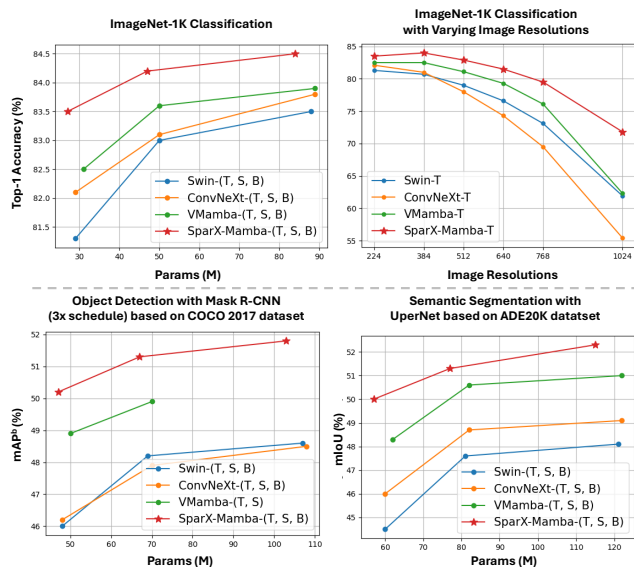 ImageNet-1K Classification
84.5
84.0
83.5
83.0
82.5
82.0
81.5
Top-1 Accuracy (%)
Swin-(T, S, B)
ConvNeXt-(T, S, B)
VMamba-(T, S, B)
SparX-Mamba-(T, S, B)
30 40 50 60 70 80 90
Params (M)
ImageNet-1K Classification
with Varying Image Resolutions
85
80
75
70
65
60
55
Swin-T
ConvNeXt-T
VMamba-T
SparX-Mamba-T
224 384 512 640 768 1024
Image Resolutions
Object Detection with Mask R-CNN
(3x schedule) based on COCO 2017 dataset
52
51
50
49
48
47
46
mAPᵇ (%)
Swin-(T, S, B)
ConvNeXt-(T, S, B)
VMamba-(T, S)
SparX-Mamba-(T, S, B)
50 60 70 80 90 100 110
Params (M)
Semantic Segmentation with
UperNet based on ADE20K datatset
52
51
50
49
48
47
46
45
mIoU (%)
Swin-(T, S, B)
ConvNeXt-(T, S, B)
VMamba-(T, S, B)
SparX-Mamba-(T, S, B)
60 70 80 90 100 110 120
Params (M)